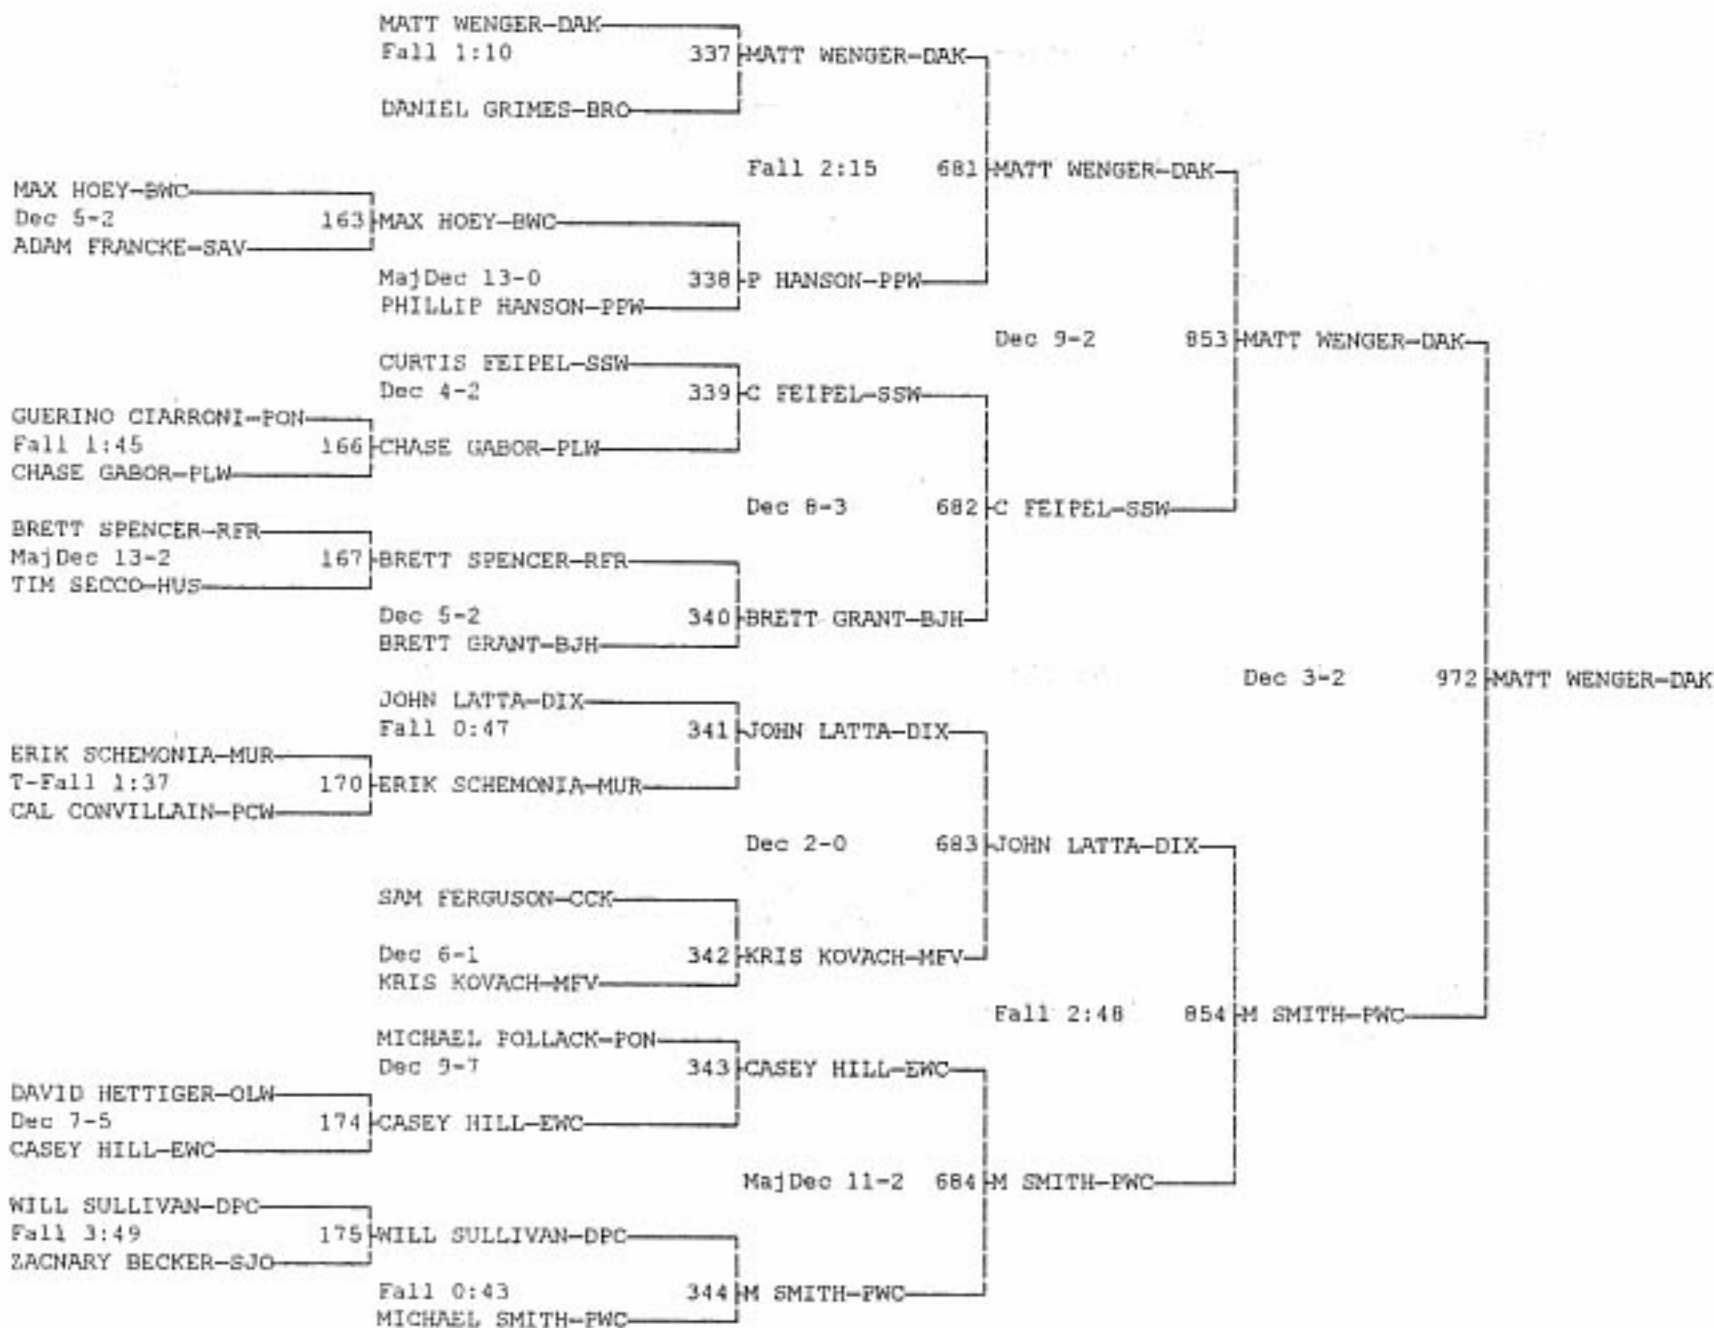 MATT WENGER-DAK
Fall 1:10 337 MATT WENGER-DAK
DANIEL GRIMES-BRO
Fall 2:15 681 MATT WENGER-DAK
MAX HOEY-BWC
Dec 5-2 163 MAX HOEY-BWC
ADAM FRANCKE-SAV
MajDec 13-0 338 P HANSON-PPW
PHILLIP HANSON-PPW
Dec 9-2 853 MATT WENGER-DAK
CURTIS FEIPEL-SSW
Dec 4-2 339 C FEIPEL-SSW
GUERINO CIARRONI-PON
Fall 1:45 166 CHASE GABOR-PLW
CHASE GABOR-PLW
Dec 8-3 682 C FEIPEL-SSW
BRETT SPENCER-RFR
MajDec 13-2 167 BRETT SPENCER-RFR
TIM SECCO-HUS
Dec 5-2 340 BRETT GRANT-BJH
BRETT GRANT-BJH
Dec 3-2 972 MATT WENGER-DAK
JOHN LATTA-DIX
Fall 0:47 341 JOHN LATTA-DIX
ERIK SCHEMONIA-MUR
T-Fall 1:37 170 ERIK SCHEMONIA-MUR
CAL CONVILLAIN-PCW
Dec 2-0 683 JOHN LATTA-DIX
SAM FERGUSON-CCK
Dec 6-1 342 KRIS KOVACH-MFV
KRIS KOVACH-MFV
Fall 2:48 854 M SMITH-PWC
MICHAEL POLLACK-PON
Dec 9-7 343 CASEY HILL-EWC
DAVID HETTIGER-OLW
Dec 7-5 174 CASEY HILL-EWC
CASEY HILL-EWC
MajDec 11-2 684 M SMITH-PWC
WILL SULLIVAN-DPC
Fall 3:49 175 WILL SULLIVAN-DPC
ZACNARY BECKER-SJO
Fall 0:43 344 M SMITH-PWC
MICHAEL SMITH-PWC